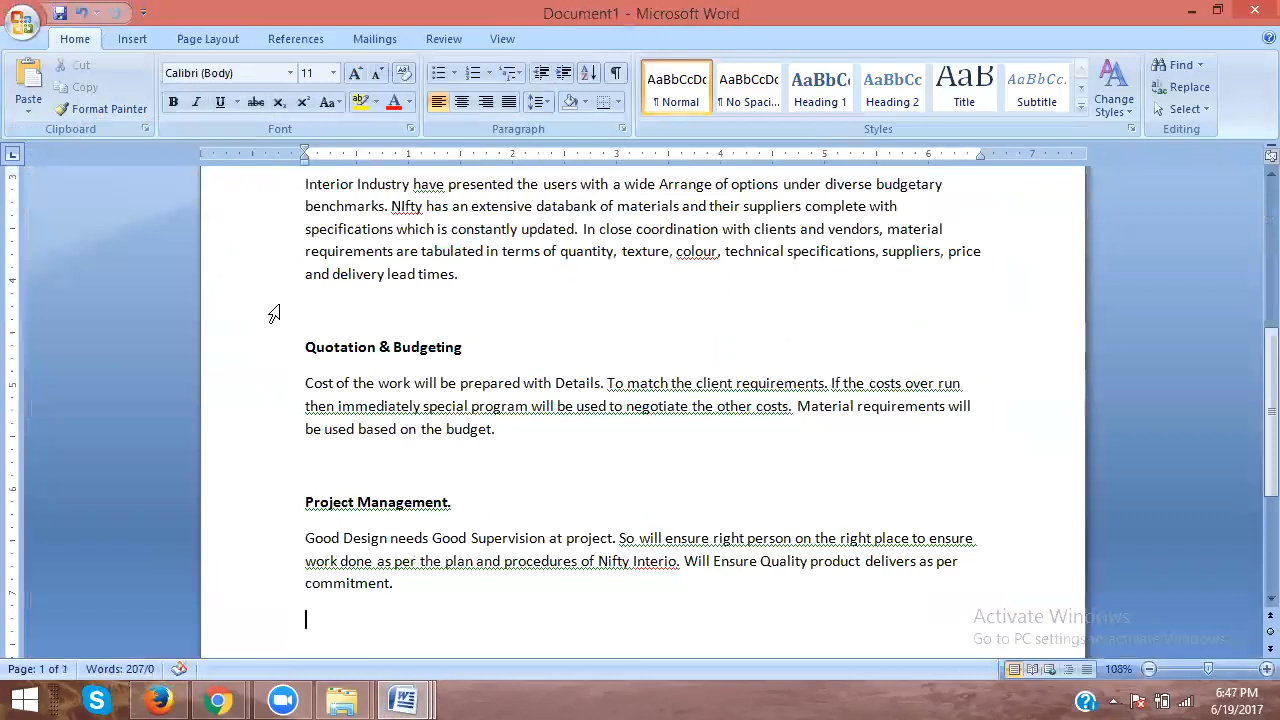 Document1 - Microsoft Word
Home Insert Page Layout References Mailings Review View
Paste
Cut
Copy
Format Painter
Clipboard
Calibri (Body) 11
Font
Paragraph
AaBbCcDc AaBbCcDc AaBbCc AaBbCc AaB AaBbCc.
¶ Normal ¶ No Spaci... Heading 1 Heading 2 Title Subtitle
Change Styles
Styles
Find
Replace
Select
Editing
1 2 3 4 5 6 7
Interior Industry have presented the users with a wide Arrange of options under diverse budgetary
benchmarks. NIfty has an extensive databank of materials and their suppliers complete with
specifications which is constantly updated. In close coordination with clients and vendors, material
requirements are tabulated in terms of quantity, texture, colour, technical specifications, suppliers, price
and delivery lead times.
Quotation & Budgeting
Cost of the work will be prepared with Details. To match the client requirements. If the costs over run
then immediately special program will be used to negotiate the other costs. Material requirements will
be used based on the budget.
Project Management.
Good Design needs Good Supervision at project. So will ensure right person on the right place to ensure
work done as per the plan and procedures of Nifty Interio. Will Ensure Quality product delivers as per
commitment.
Activate Windows
Go to PC settings to activate Windows.
Page: 1 of 1 Words: 207/0 108%
6:47 PM
6/19/2017